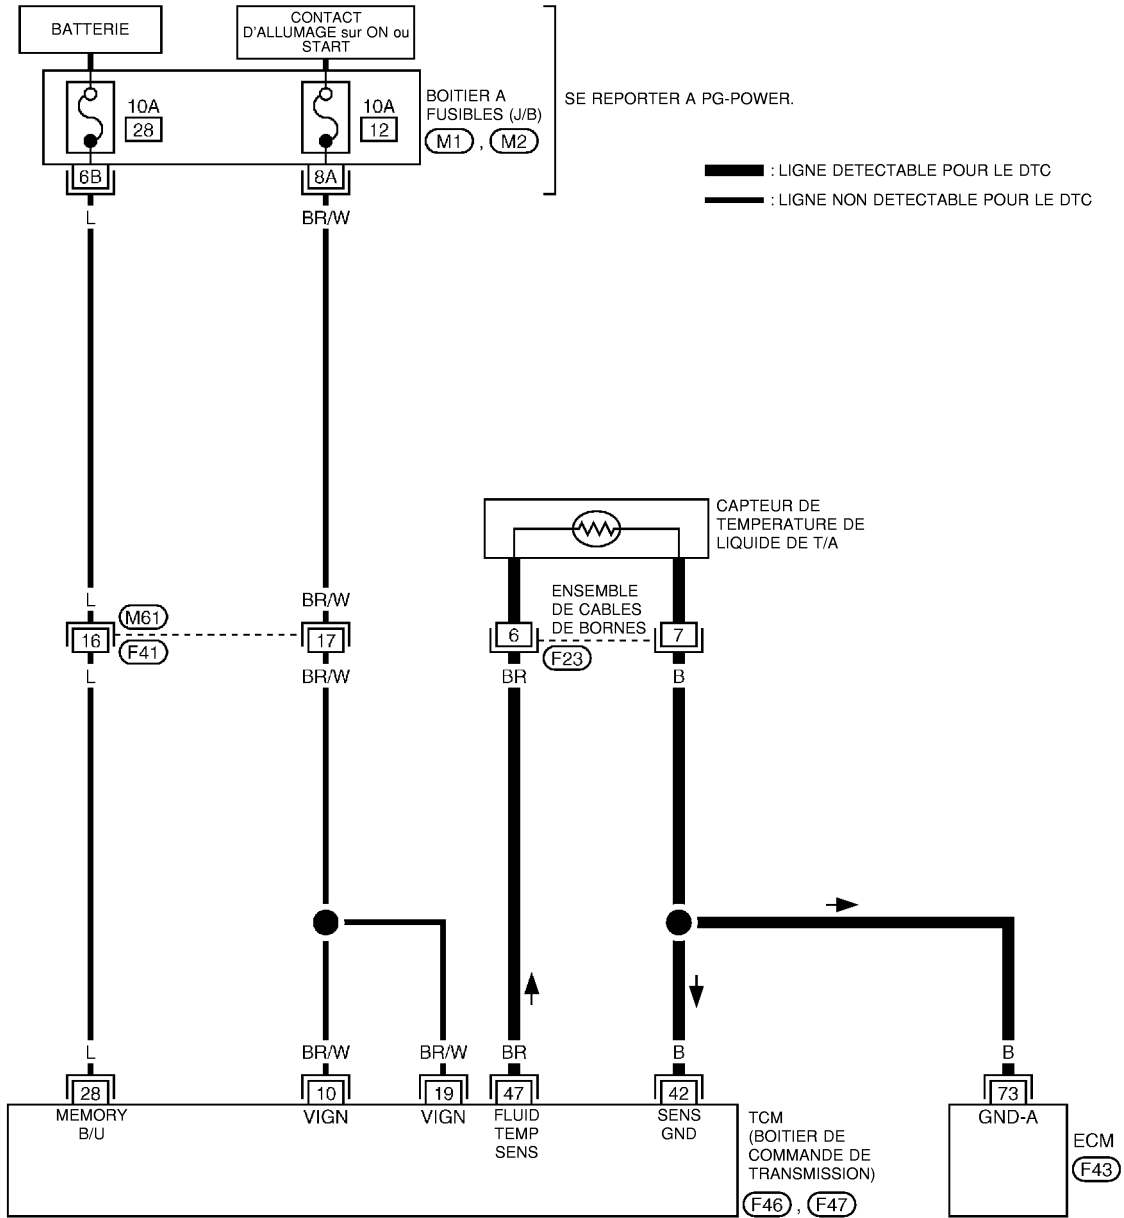 BATTERIE
CONTACT
D'ALLUMAGE sur ON ou
START
10A
28
10A
12
BOITIER A
FUSIBLES (J/B)
M1 , M2
SE REPORTER A PG-POWER.
6B
8A
: LIGNE DETECTABLE POUR LE DTC
: LIGNE NON DETECTABLE POUR LE DTC
L
BR/W
CAPTEUR DE
TEMPERATURE DE
LIQUIDE DE T/A
L
BR/W
ENSEMBLE
DE CABLES
DE BORNES
M61
16
17
6
7
F41
F23
L
BR/W
BR
B
L
BR/W
BR/W
BR
B
B
28
10
19
47
42
73
MEMORY
B/U
VIGN
VIGN
FLUID
TEMP
SENS
SENS
GND
TCM
(BOITIER DE
COMMANDE DE
TRANSMISSION)
F46 , F47
GND-A
ECM
F43